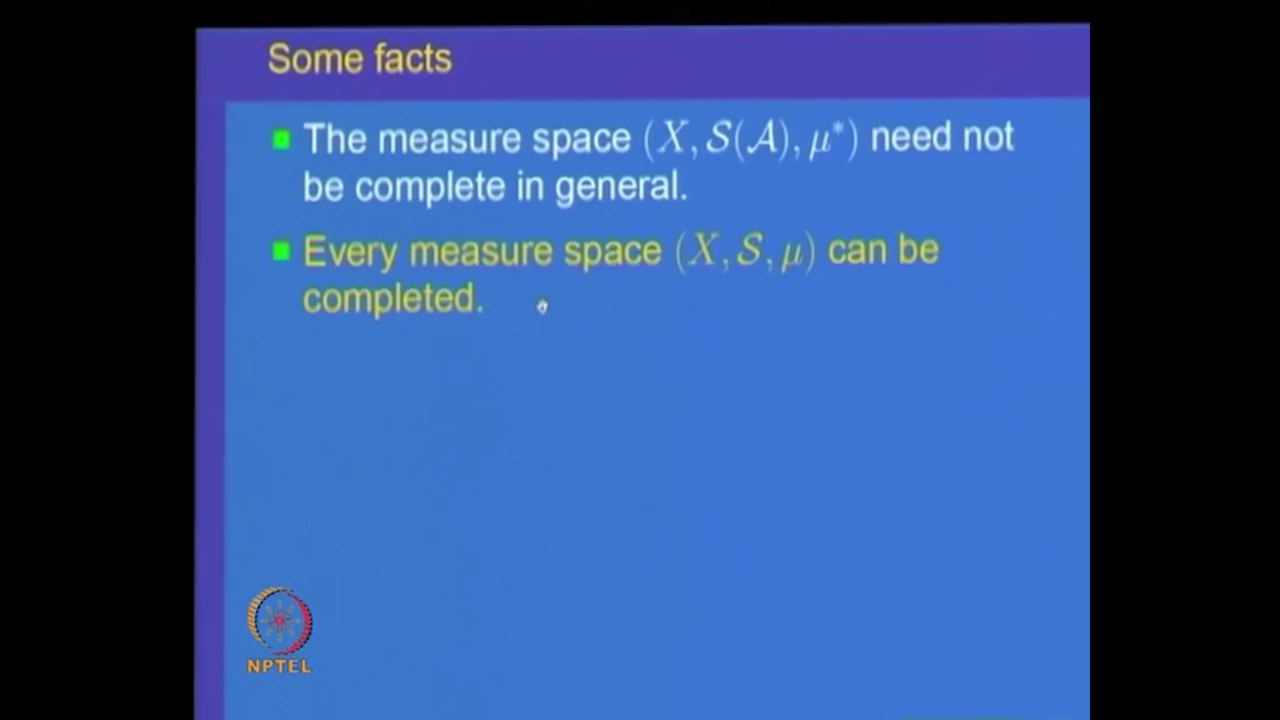 Some facts
The measure space (X, S(A), μ*) need not
be complete in general.
Every measure space (X, S, μ) can be
completed.
NPTEL